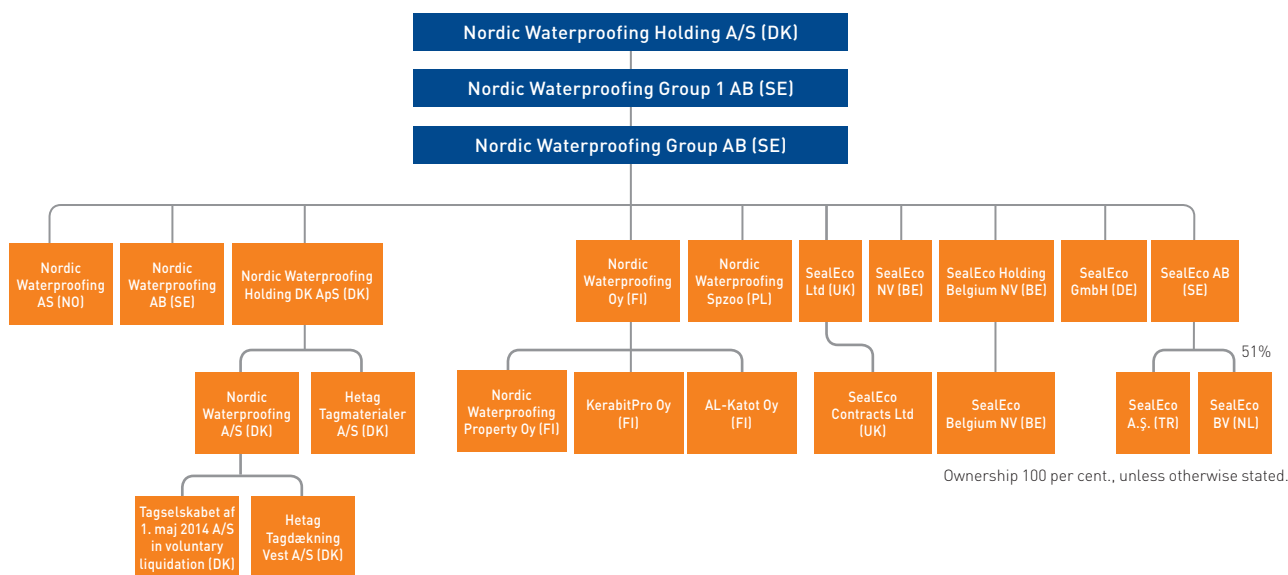 Nordic Waterproofing Holding A/S (DK)
Nordic Waterproofing Group 1 AB (SE)
Nordic Waterproofing Group AB (SE)
Nordic
Waterproofing
AS (NO)
Nordic
Waterproofing
AB (SE)
Nordic Waterproofing
Holding DK ApS (DK)
Nordic
Waterproofing
Oy (FI)
Nordic
Waterproofing
Spzoo (PL)
SealEco
Ltd (UK)
SealEco
NV (BE)
SealEco Holding
Belgium NV (BE)
SealEco
GmbH (DE)
SealEco AB
(SE)
51%
Nordic
Waterproofing
A/S (DK)
Hetag
Tagmaterialer
A/S (DK)
Nordic
Waterproofing
Property Oy (FI)
KerabitPro Oy
(FI)
AL-Katot Oy
(FI)
SealEco
Contracts Ltd
(UK)
SealEco
Belgium NV (BE)
SealEco
A.Ş. (TR)
SealEco
BV (NL)
Ownership 100 per cent., unless otherwise stated.
Tagselskabet af
1. maj 2014 A/S
in voluntary
liquidation (DK)
Hetag
Tagdækning
Vest A/S (DK)